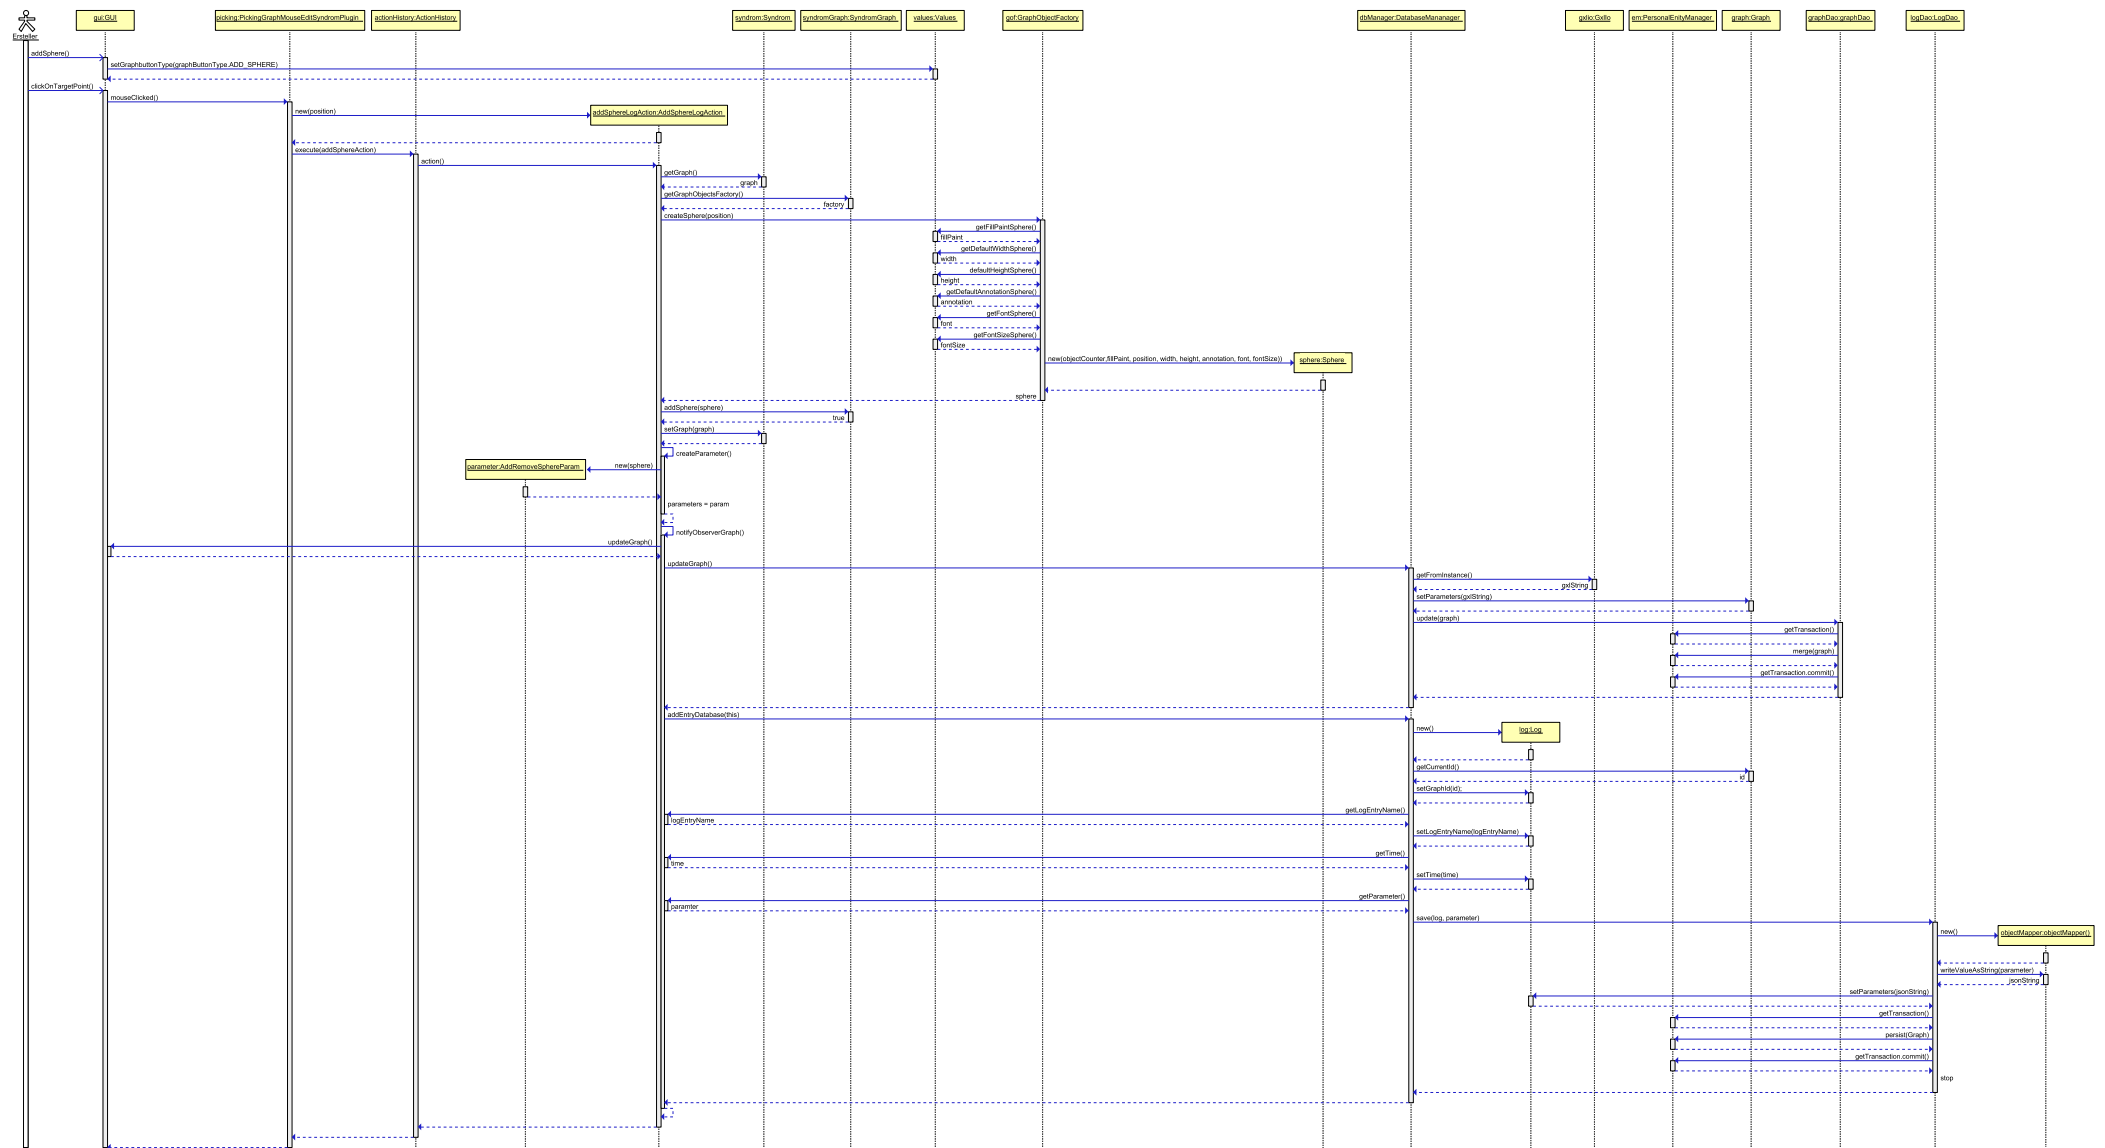 gui:GUI
picking:PickingGraphMouseEditSyndromPlugin
actionHistory:ActionHistory
syndrom:Syndrom
syndromGraph:SyndromGraph
values:Values
gof:GraphObjectFactory
dbManager:DatabaseMananager
gxlio:GxlIo
em:PersonalEnityManager
graph:Graph
graphDao:graphDao
logDao:LogDao
Ersteller
addSphere()
setGraphbuttonType(graphButtonType.ADD_SPHERE)
clickOnTargetPoint()
mouseClicked()
new(position)
addSphereLogAction:AddSphereLogAction
execute(addSphereAction)
action()
getGraph()
graph
getGraphObjectsFactory()
factory
createSphere(position)
getFillPaintSphere()
fillPaint
getDefaultWidthSphere()
width
defaultHeightSphere()
height
getDefaultAnnotationSphere()
annotation
getFontSphere()
font
getFontSizeSphere()
fontSize
new(objectCounter,fillPaint, position, width, height, annotation, font, fontSize))
sphere:Sphere
sphere
addSphere(sphere)
true
setGraph(graph)
createParameter()
parameter:AddRemoveSphereParam
new(sphere)
parameters = param
notifyObserverGraph()
updateGraph()
updateGraph()
getFromInstance()
gxlString
setParameters(gxlString)
update(graph)
getTransaction()
merge(graph)
getTransaction.commit()
addEntryDatabase(this)
new()
log:Log
getCurrentId()
id
setGraphId(id);
getLogEntryName()
logEntryName
setLogEntryName(logEntryName)
getTime()
time
setTime(time)
getParameter()
paramter
save(log, parameter)
new()
objectMapper:objectMapper()
writeValueAsString(parameter)
jsonString
setParameters(jsonString)
getTransaction()
persist(Graph)
getTransaction.commit()
stop